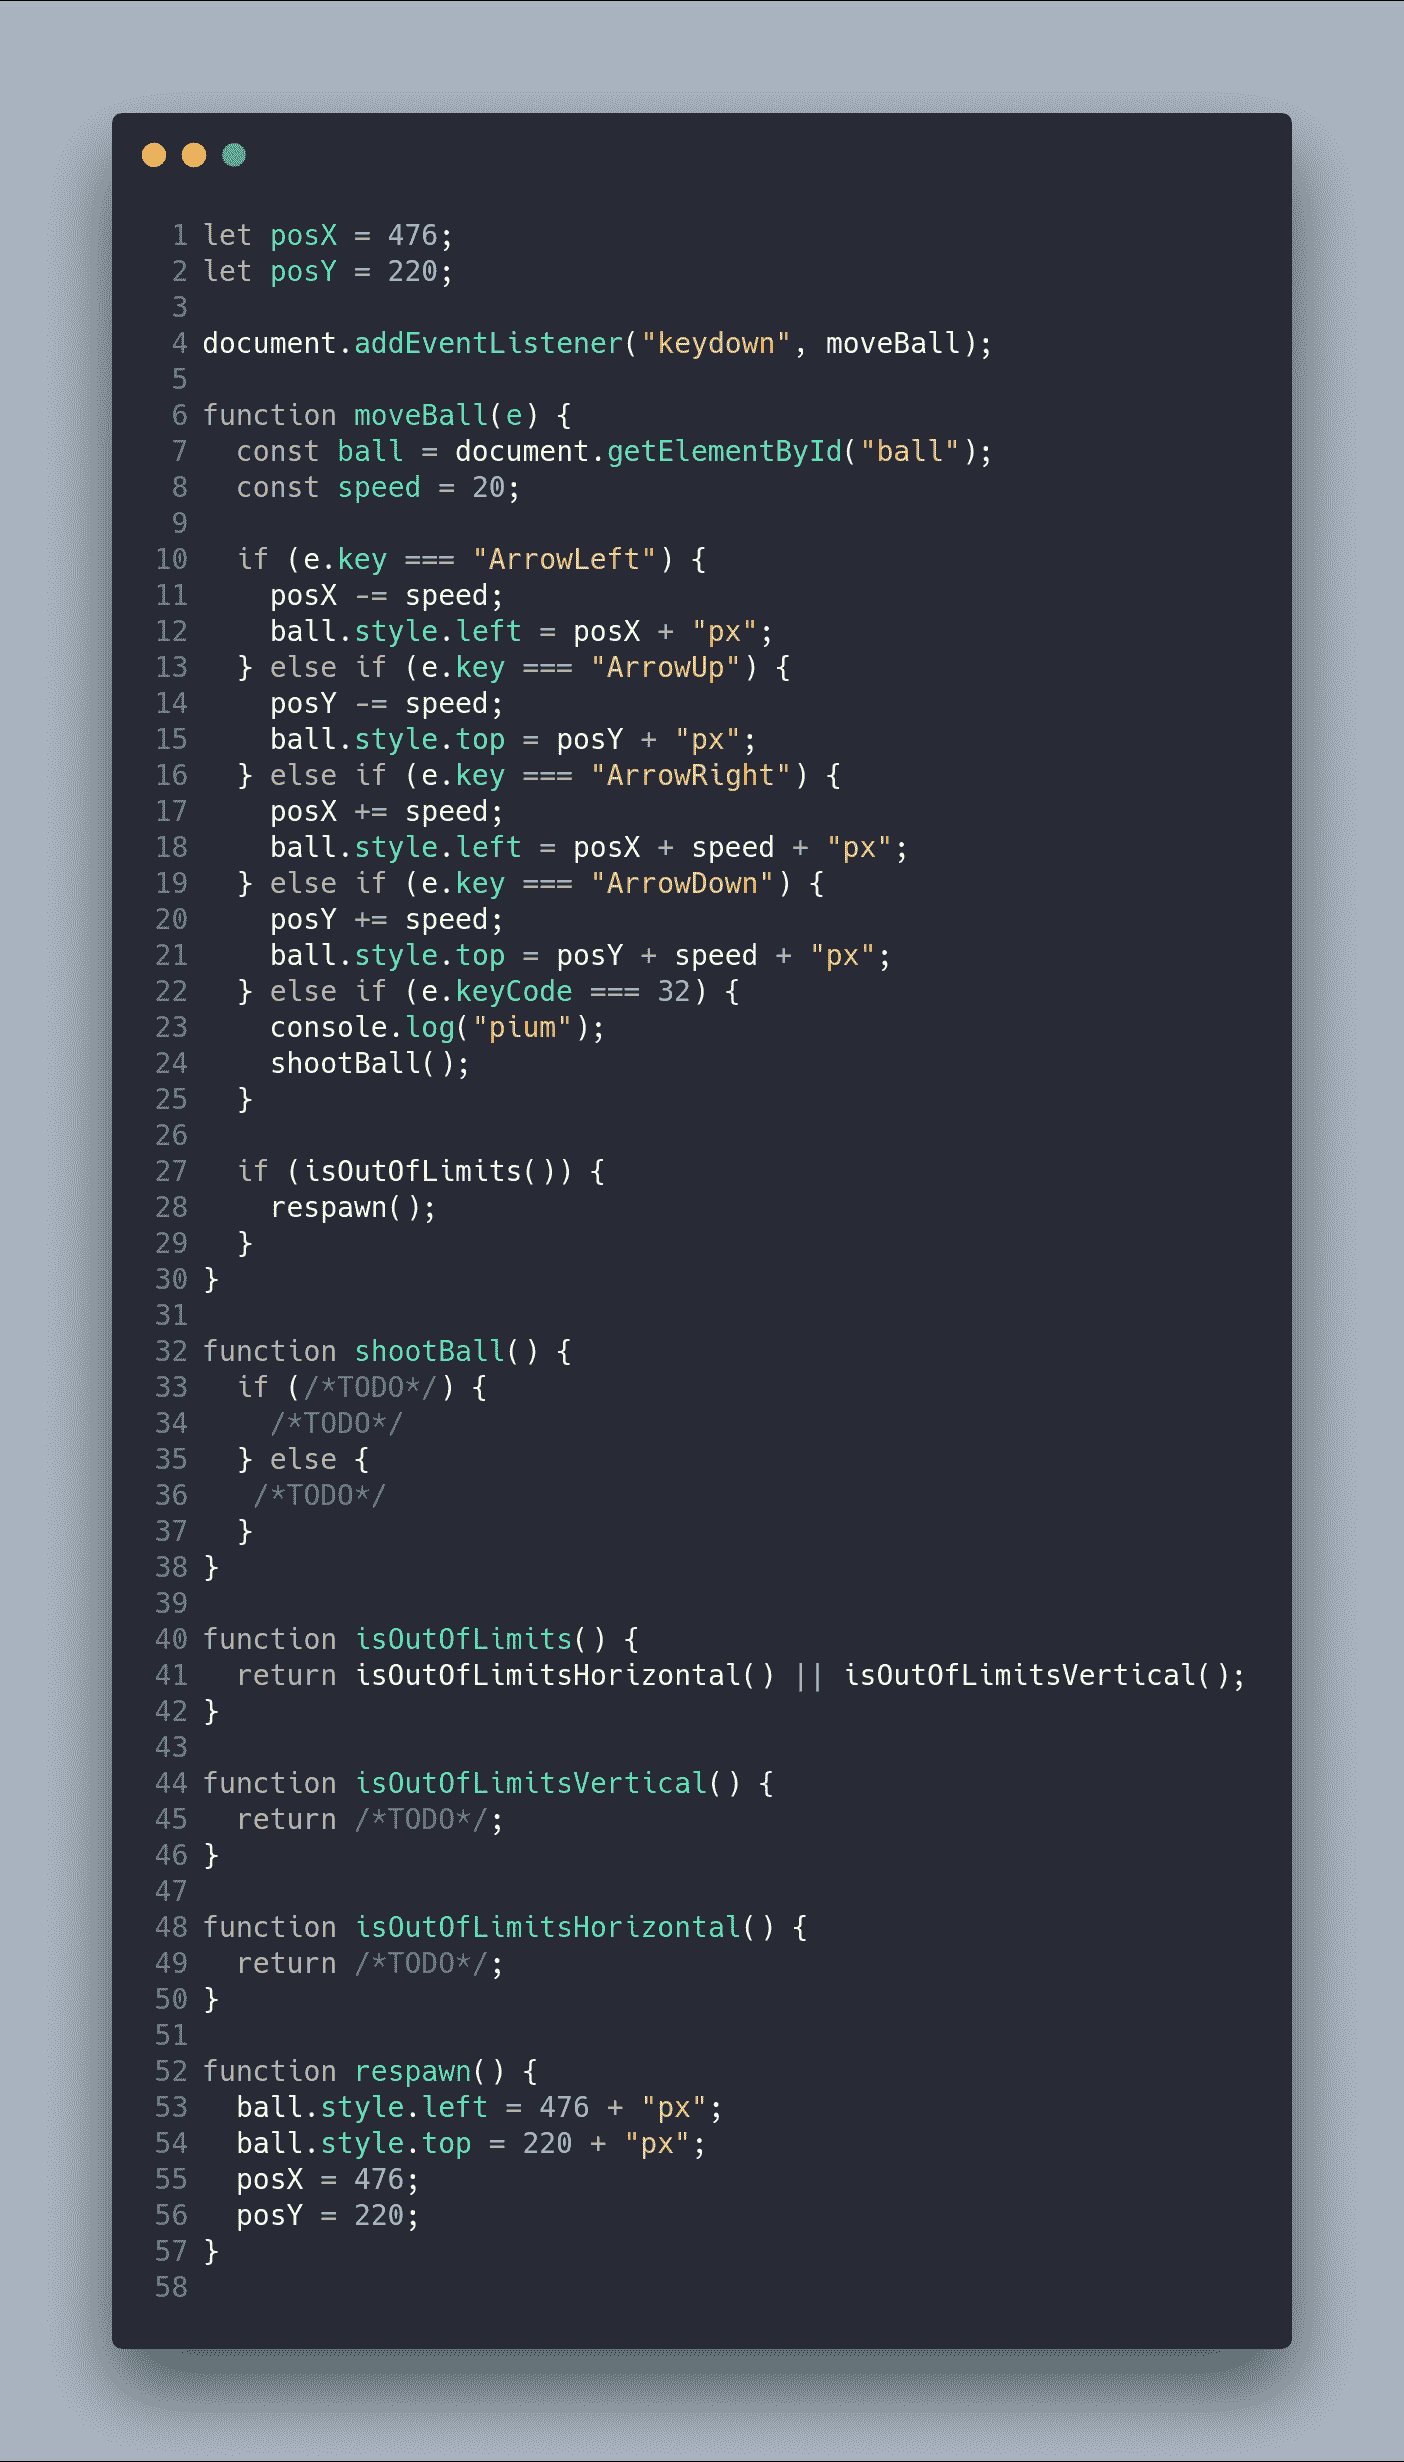 1 let posX = 476;
2 let posY = 220;
3
4 document.addEventListener("keydown", moveBall);
5
6 function moveBall(e) {
7   const ball = document.getElementById("ball");
8   const speed = 20;
9
10   if (e.key === "ArrowLeft") {
11     posX -= speed;
12     ball.style.left = posX + "px";
13   } else if (e.key === "ArrowUp") {
14     posY -= speed;
15     ball.style.top = posY + "px";
16   } else if (e.key === "ArrowRight") {
17     posX += speed;
18     ball.style.left = posX + speed + "px";
19   } else if (e.key === "ArrowDown") {
20     posY += speed;
21     ball.style.top = posY + speed + "px";
22   } else if (e.keyCode === 32) {
23     console.log("pium");
24     shootBall();
25   }
26
27   if (isOutOfLimits()) {
28     respawn();
29   }
30 }
31
32 function shootBall() {
33   if (/*TODO*/) {
34     /*TODO*/
35   } else {
36    /*TODO*/
37   }
38 }
39
40 function isOutOfLimits() {
41   return isOutOfLimitsHorizontal() || isOutOfLimitsVertical();
42 }
43
44 function isOutOfLimitsVertical() {
45   return /*TODO*/;
46 }
47
48 function isOutOfLimitsHorizontal() {
49   return /*TODO*/;
50 }
51
52 function respawn() {
53   ball.style.left = 476 + "px";
54   ball.style.top = 220 + "px";
55   posX = 476;
56   posY = 220;
57 }
58